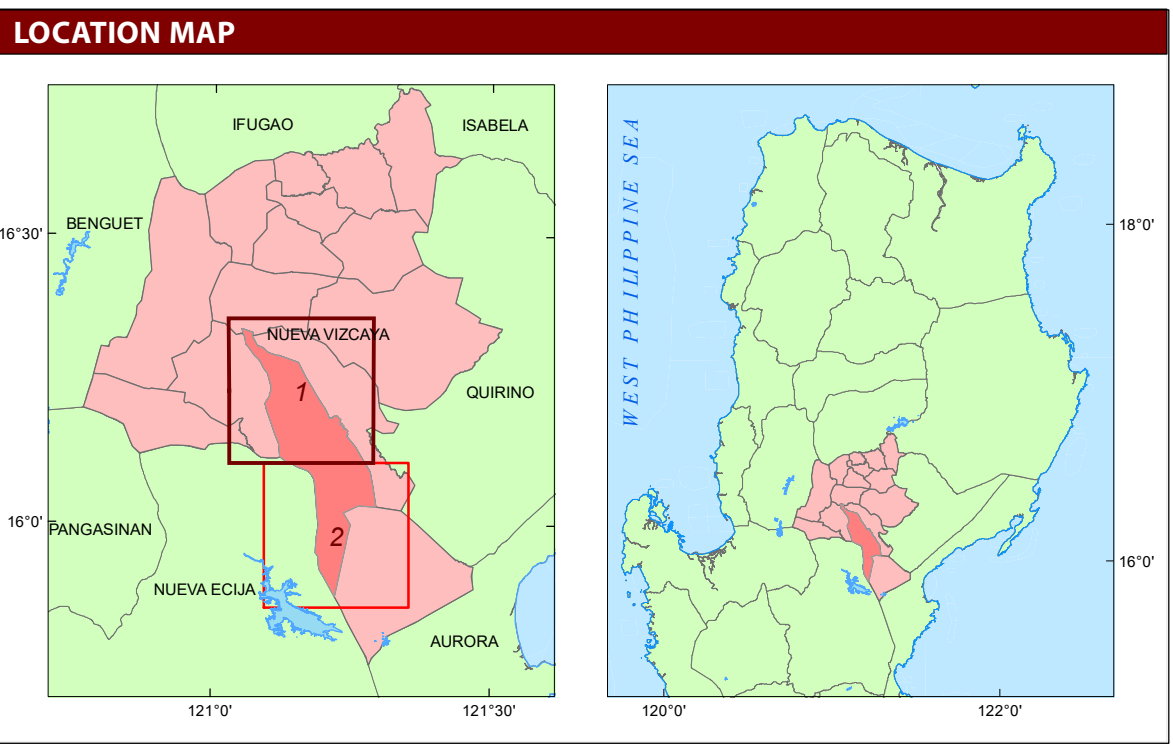 LOCATION MAP
IFUGAO
ISABELA
BENGUET
16°30'
NUEVA VIZCAYA
1
QUIRINO
16°0'
PANGASINAN
2
NUEVA ECIJA
AURORA
121°0'
121°30'
WEST PHILIPPINE SEA
18°0'
16°0'
120°0'
122°0'